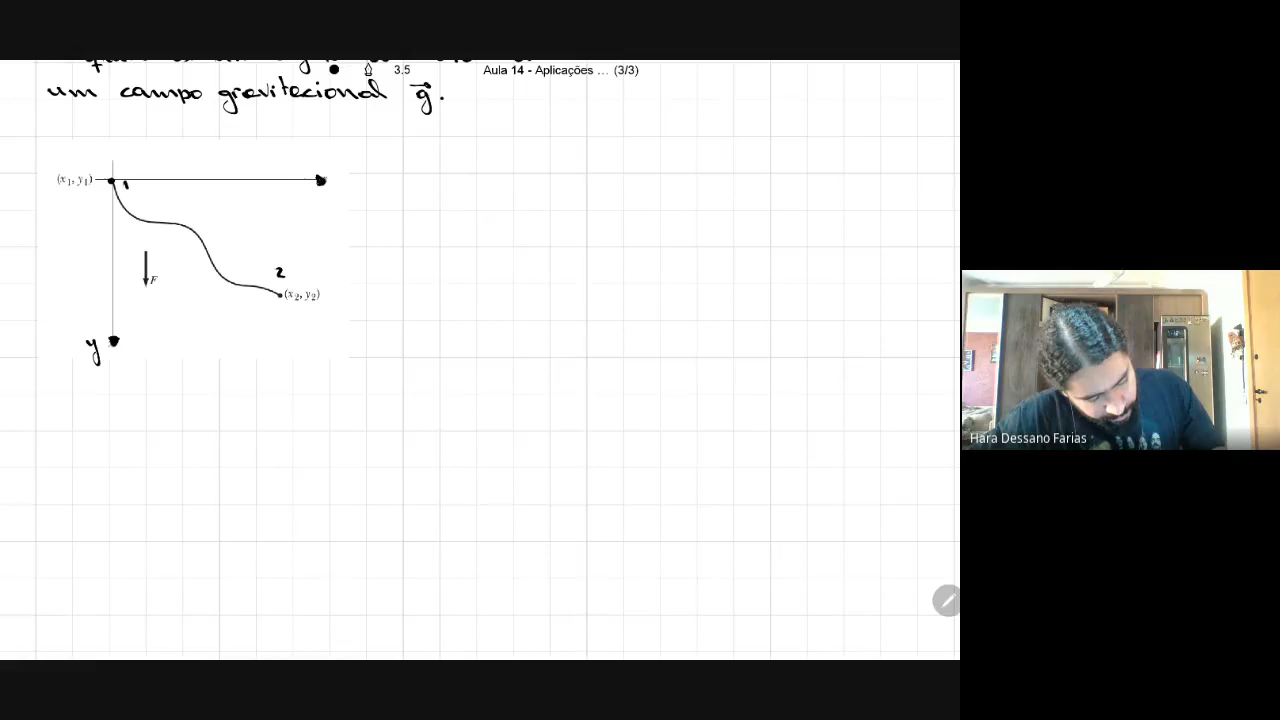 3.5 Aula 14 - Aplicações ... (3/3)
um campo gravitacional g⃗.
(x₁, y₁)
1
F
2
(x₂, y₂)
y
Hara Dessano Farias